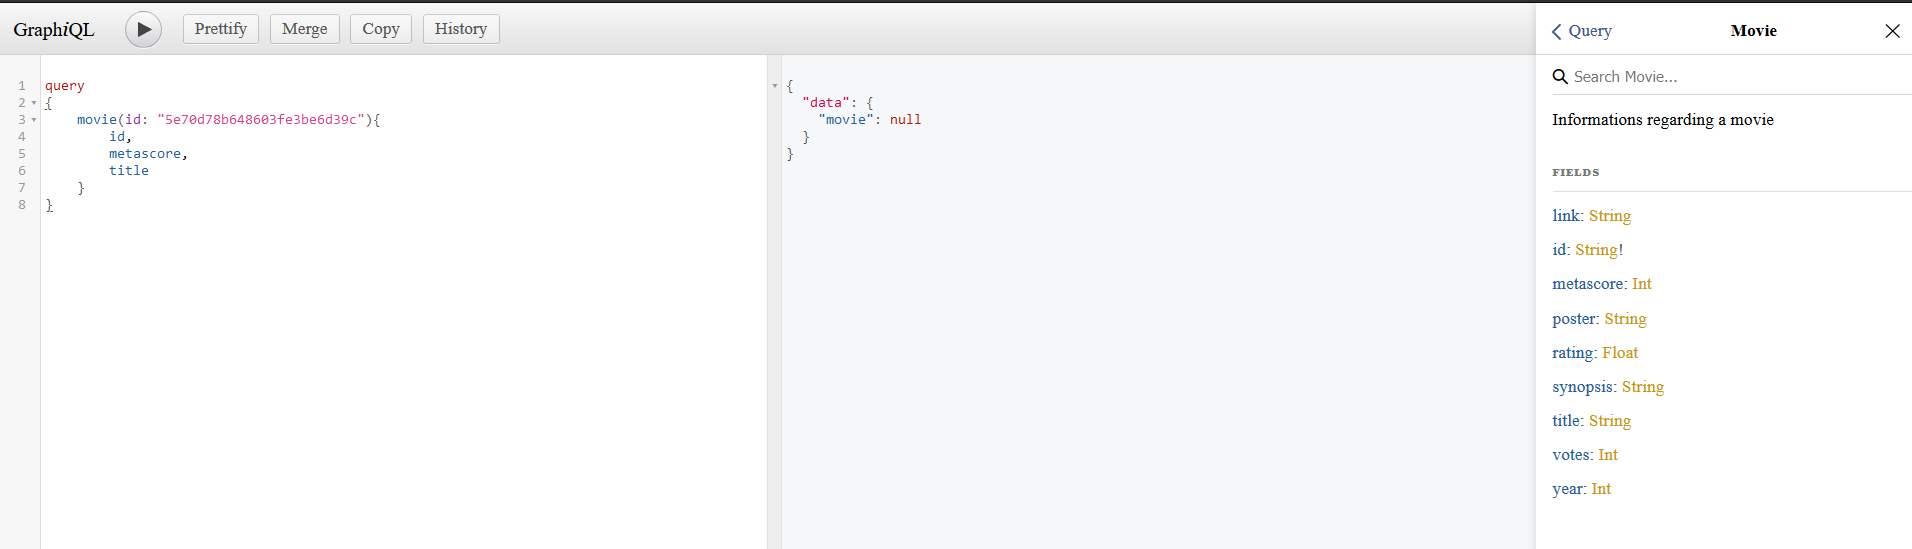 GraphiQL Prettify Merge Copy History
1 query
2 {
3 movie(id: "5e70d78b648603fe3be6d39c"){
4 id,
5 metascore,
6 title
7 }
8 }
{
"data": {
"movie": null
}
}
Query Movie
Search Movie...
Informations regarding a movie
FIELDS
link: String
id: String!
metascore: Int
poster: String
rating: Float
synopsis: String
title: String
votes: Int
year: Int